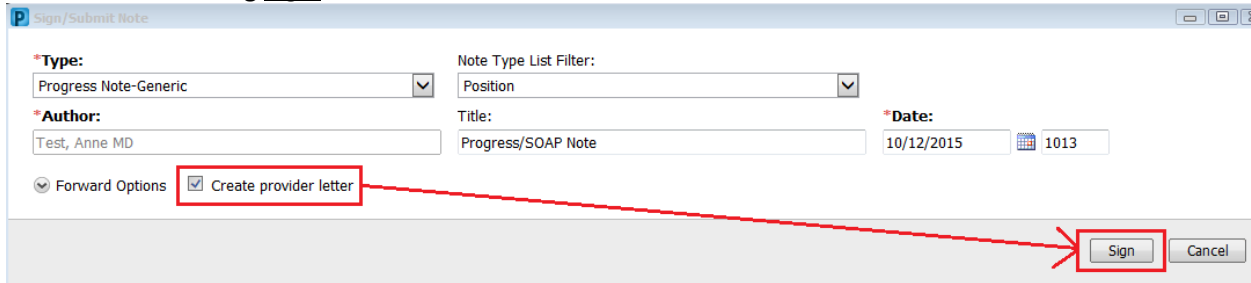 P Sign/Submit Note
*Type:
Note Type List Filter:
Progress Note-Generic
Position
*Author:
Title:
*Date:
Test, Anne MD
Progress/SOAP Note
10/12/2015
1013
Forward Options
Create provider letter
Sign
Cancel